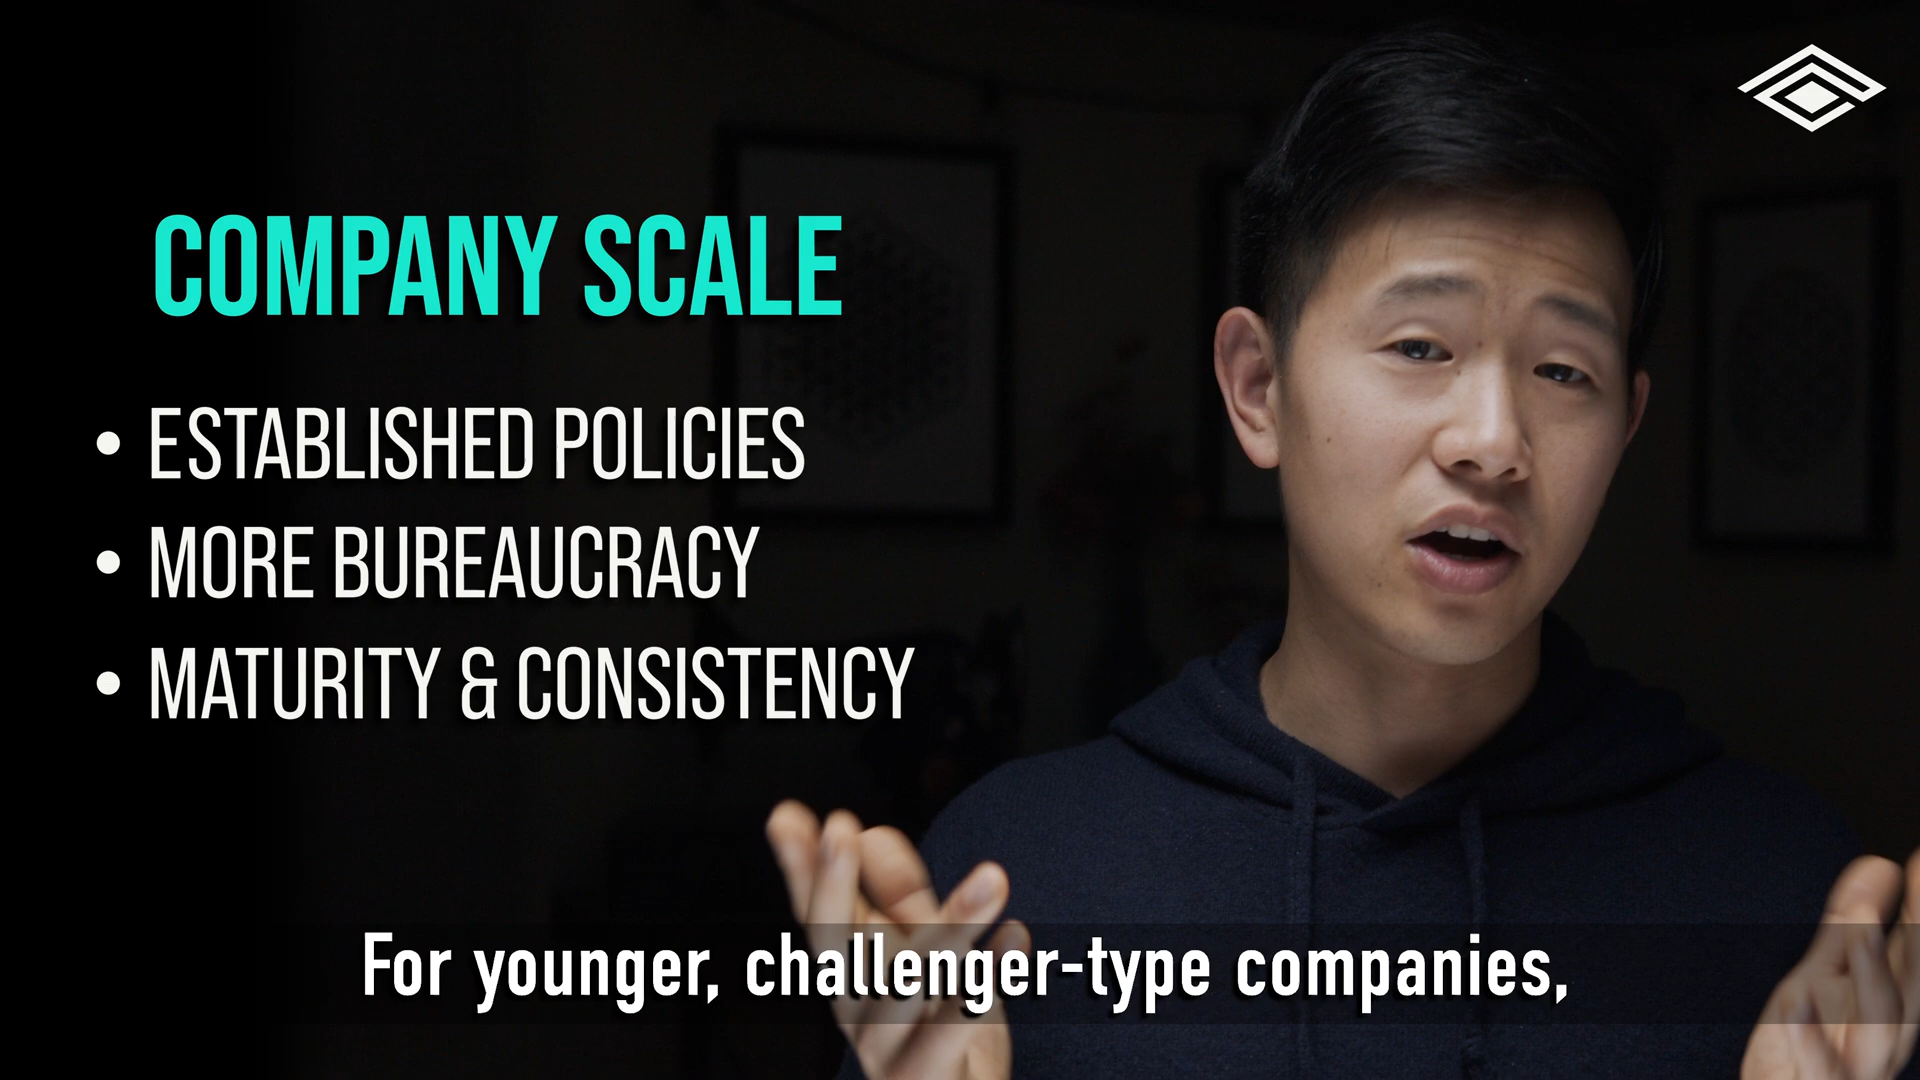 COMPANY SCALE
• ESTABLISHED POLICIES
• MORE BUREAUCRACY
• MATURITY & CONSISTENCY
For younger, challenger-type companies,